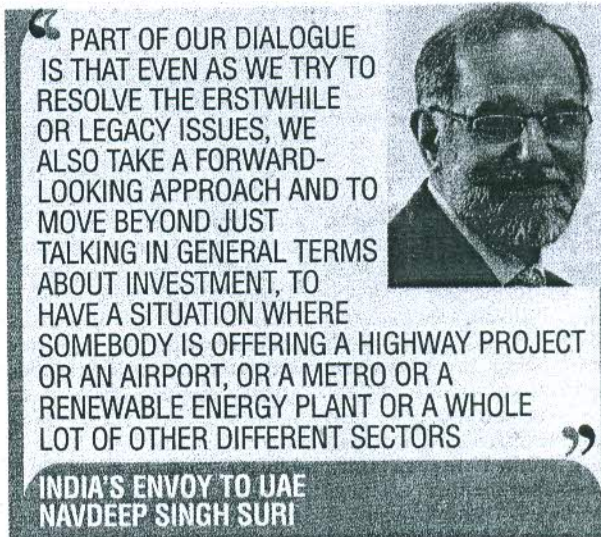 “ PART OF OUR DIALOGUE
IS THAT EVEN AS WE TRY TO
RESOLVE THE ERSTWHILE
OR LEGACY ISSUES, WE
ALSO TAKE A FORWARD-
LOOKING APPROACH AND TO
MOVE BEYOND JUST
TALKING IN GENERAL TERMS
ABOUT INVESTMENT, TO
HAVE A SITUATION WHERE
SOMEBODY IS OFFERING A HIGHWAY PROJECT
OR AN AIRPORT, OR A METRO OR A
RENEWABLE ENERGY PLANT OR A WHOLE
LOT OF OTHER DIFFERENT SECTORS ”
INDIA'S ENVOY TO UAE
NAVDEEP SINGH SURI